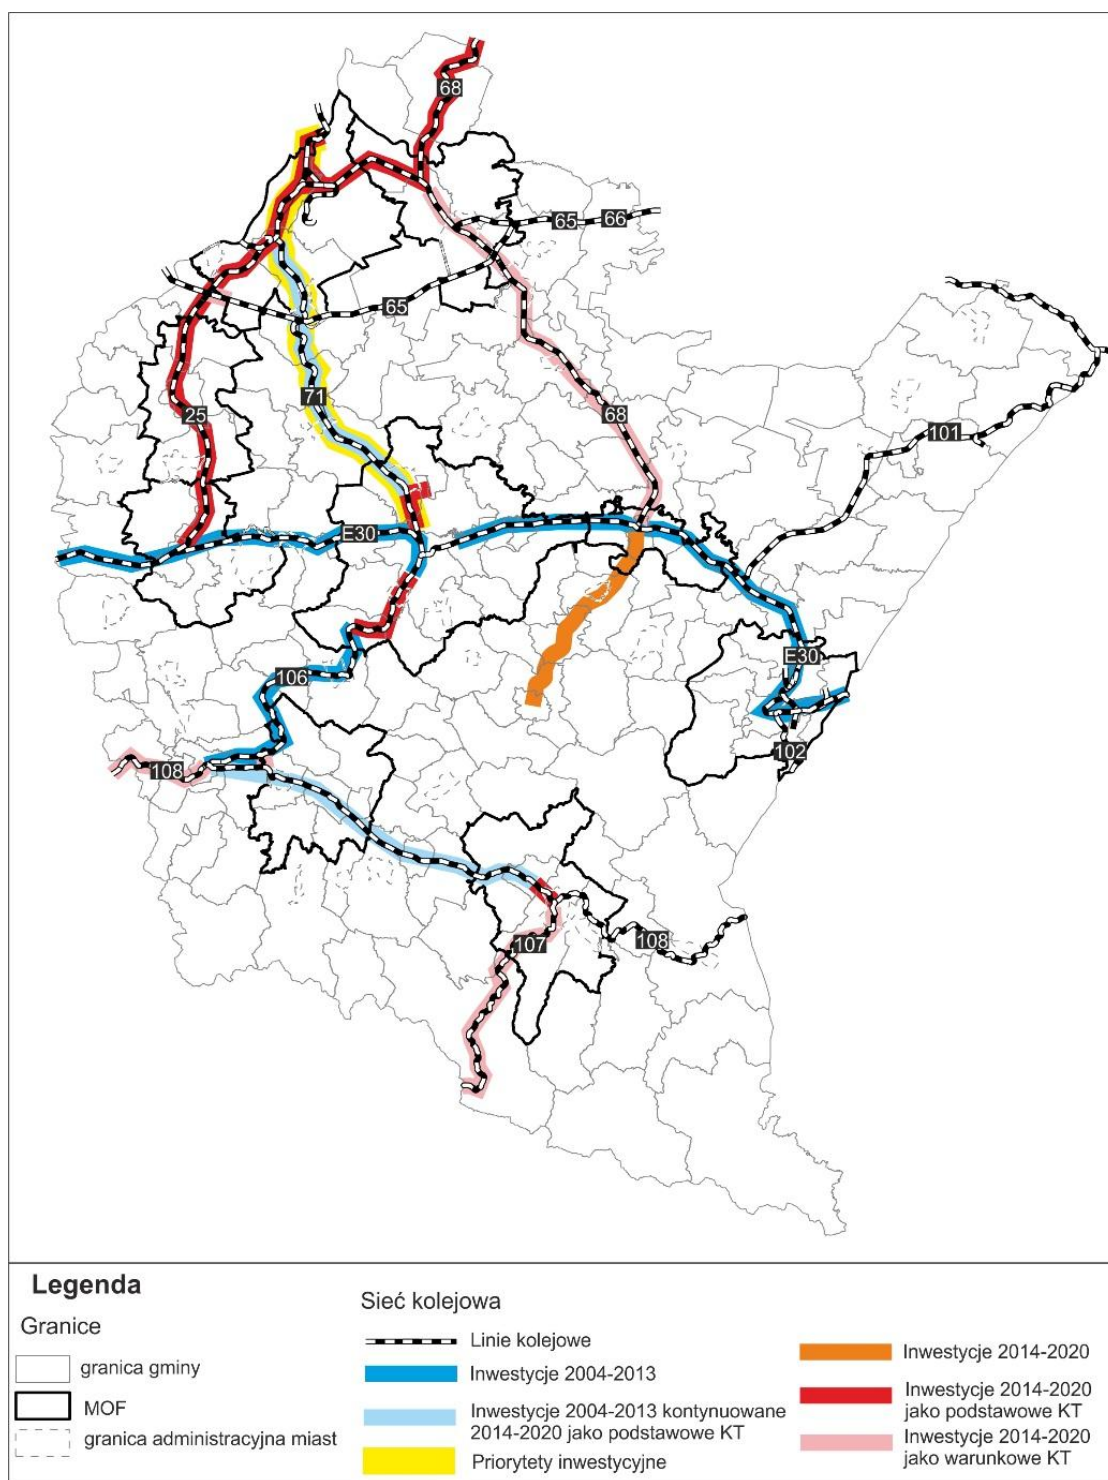 68
65
66
65
71
68
25
101
E30
E30
106
102
108
107
108
Legenda
Granice
granica gminy
MOF
granica administracyjna miast
Sieć kolejowa
Linie kolejowe
Inwestycje 2004-2013
Inwestycje 2004-2013 kontynuowane
2014-2020 jako podstawowe KT
Priorytety inwestycyjne
Inwestycje 2014-2020
Inwestycje 2014-2020
jako podstawowe KT
Inwestycje 2014-2020
jako warunkowe KT